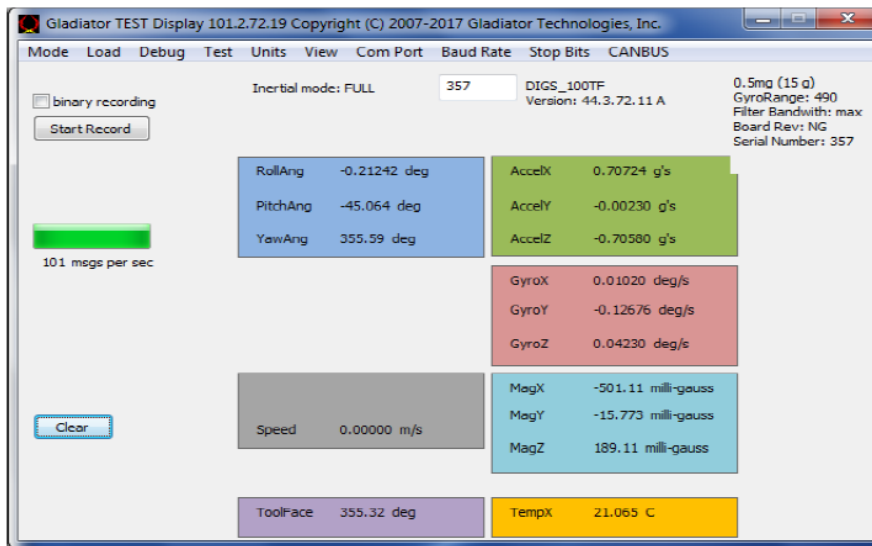 Gladiator TEST Display 101.2.72.19 Copyright (C) 2007-2017 Gladiator Technologies, Inc.
Mode Load Debug Test Units View Com Port Baud Rate Stop Bits CANBUS
binary recording
Start Record
Inertial mode: FULL
357
DIGS_100TF
Version: 44.3.72.11 A
0.5mg (15 g)
GyroRange: 490
Filter Bandwith: max
Board Rev: NG
Serial Number: 357
RollAng -0.21242 deg
PitchAng -45.064 deg
YawAng 355.59 deg
AccelX 0.70724 g's
AccelY -0.00230 g's
AccelZ -0.70580 g's
101 msgs per sec
GyroX 0.01020 deg/s
GyroY -0.12676 deg/s
GyroZ 0.04230 deg/s
Clear
Speed 0.00000 m/s
MagX -501.11 milli-gauss
MagY -15.773 milli-gauss
MagZ 189.11 milli-gauss
ToolFace 355.32 deg
TempX 21.065 C